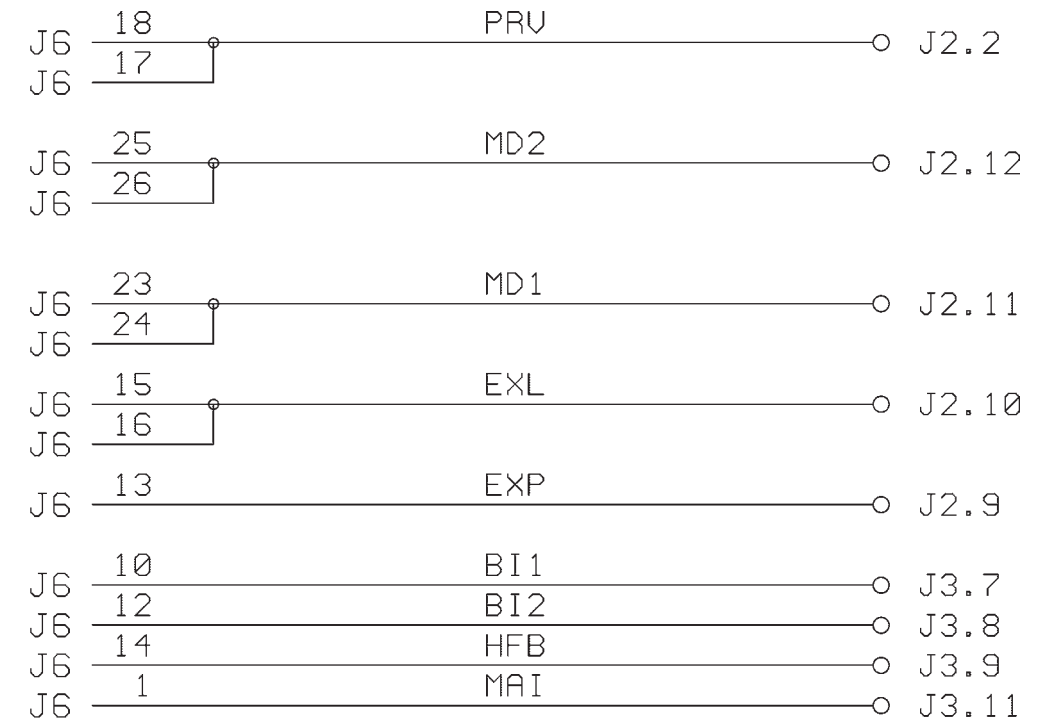 18 PRV
J6 J2.2
17
J6
25 MD2
J6 J2.12
26
J6
23 MD1
J6 J2.11
24
J6
15 EXL
J6 J2.10
16
J6
13 EXP
J6 J2.9
10 BI1
J6 J3.7
12 BI2
J6 J3.8
14 HFB
J6 J3.9
1 MAI
J6 J3.11